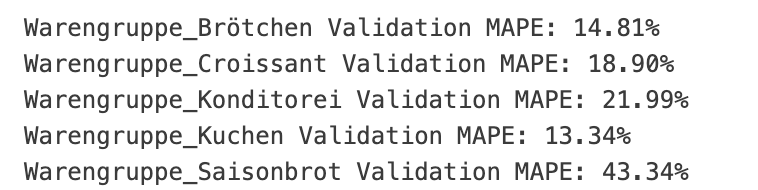 Warengruppe_Brötchen Validation MAPE: 14.81%
Warengruppe_Croissant Validation MAPE: 18.90%
Warengruppe_Konditorei Validation MAPE: 21.99%
Warengruppe_Kuchen Validation MAPE: 13.34%
Warengruppe_Saisonbrot Validation MAPE: 43.34%